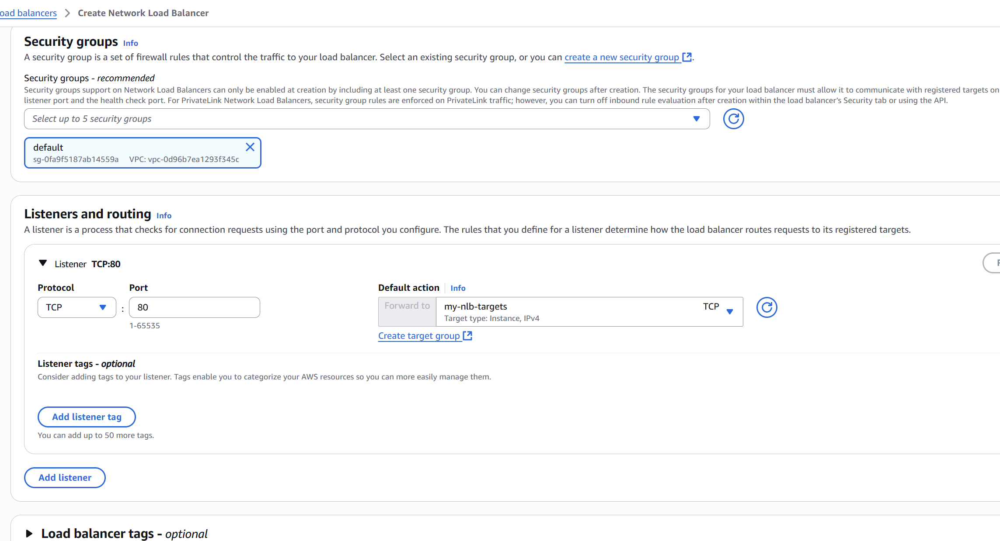 oad balancers > Create Network Load Balancer
Security groups Info
A security group is a set of firewall rules that control the traffic to your load balancer. Select an existing security group, or you can create a new security group.
Security groups - recommended
Security groups support on Network Load Balancers can only be enabled at creation by including at least one security group. You can change security groups after creation. The security groups for your load balancer must allow it to communicate with registered targets on
listener port and the health check port. For PrivateLink Network Load Balancers, security group rules are enforced on PrivateLink traffic; however, you can turn off inbound rule evaluation after creation within the load balancer’s Security tab or using the API.
Select up to 5 security groups
default
sg-0fa9f5187ab14559a VPC: vpc-0d96b7ea1293f345c
Listeners and routing Info
A listener is a process that checks for connection requests using the port and protocol you configure. The rules that you define for a listener determine how the load balancer routes requests to its registered targets.
Listener TCP:80
Protocol Port Default action Info
TCP : 80 Forward to my-nlb-targets TCP
Target type: Instance, IPv4
1-65535
Create target group
Listener tags - optional
Consider adding tags to your listener. Tags enable you to categorize your AWS resources so you can more easily manage them.
Add listener tag
You can add up to 50 more tags.
Add listener
Load balancer tags - optional